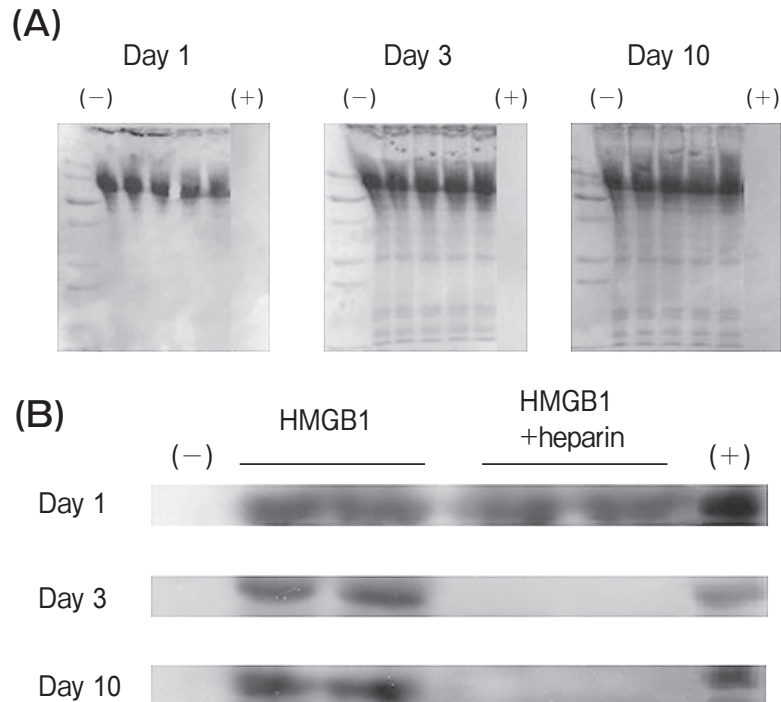 (A)
Day 1 Day 3 Day 10
(−) (+) (−) (+) (−) (+)
(B)
HMGB1 HMGB1
+heparin
(−) (+)
Day 1
Day 3
Day 10